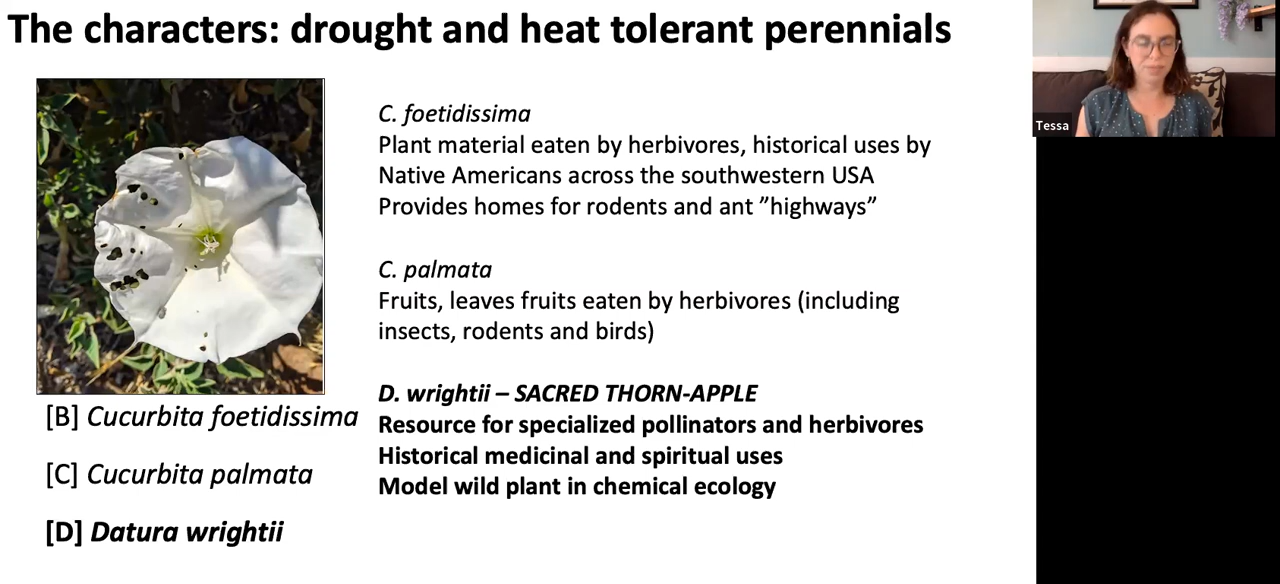 The characters: drought and heat tolerant perennials
Tessa
C. foetidissima
Plant material eaten by herbivores, historical uses by
Native Americans across the southwestern USA
Provides homes for rodents and ant ”highways”
C. palmata
Fruits, leaves fruits eaten by herbivores (including
insects, rodents and birds)
D. wrightii – SACRED THORN-APPLE
Resource for specialized pollinators and herbivores
Historical medicinal and spiritual uses
Model wild plant in chemical ecology
[B] Cucurbita foetidissima
[C] Cucurbita palmata
[D] Datura wrightii